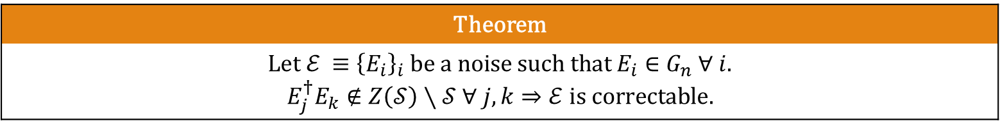 Theorem
Let ℰ ≡ {E_i}_i be a noise such that E_i ∈ G_n ∀ i.
E_j^† E_k ∉ Z(𝒮) \ 𝒮 ∀ j, k ⇒ ℰ is correctable.